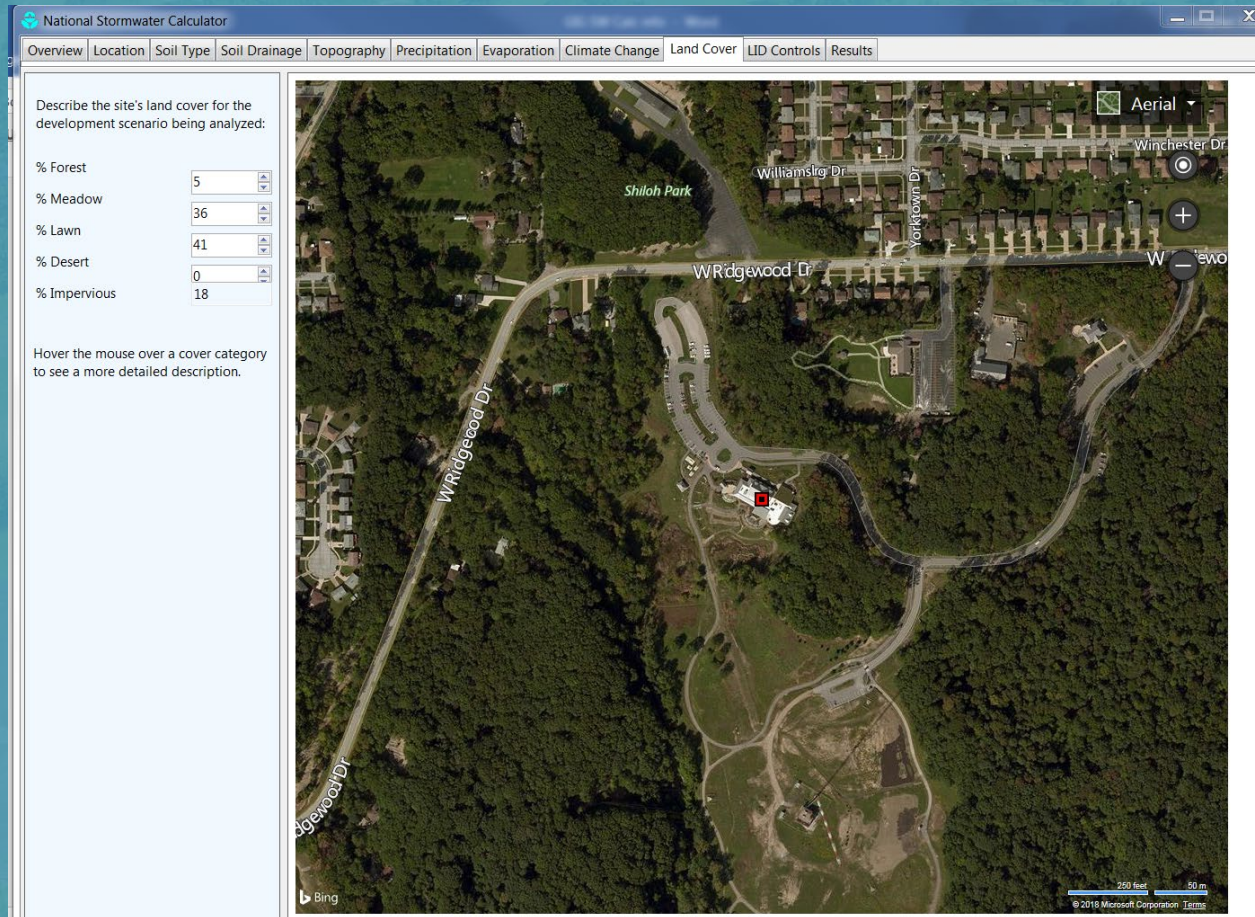 National Stormwater Calculator
Overview Location Soil Type Soil Drainage Topography Precipitation Evaporation Climate Change Land Cover LID Controls Results
Describe the site's land cover for the
development scenario being analyzed:
% Forest
5
% Meadow
36
% Lawn
41
% Desert
0
% Impervious
18
Hover the mouse over a cover category
to see a more detailed description.
Aerial
Winchester Dr
Shiloh Park
Yorktown Dr
W Ridgewood Dr
W Ridgewood Dr
dgewood Dr
Bing
250 feet 50 m
© 2018 Microsoft Corporation Terms